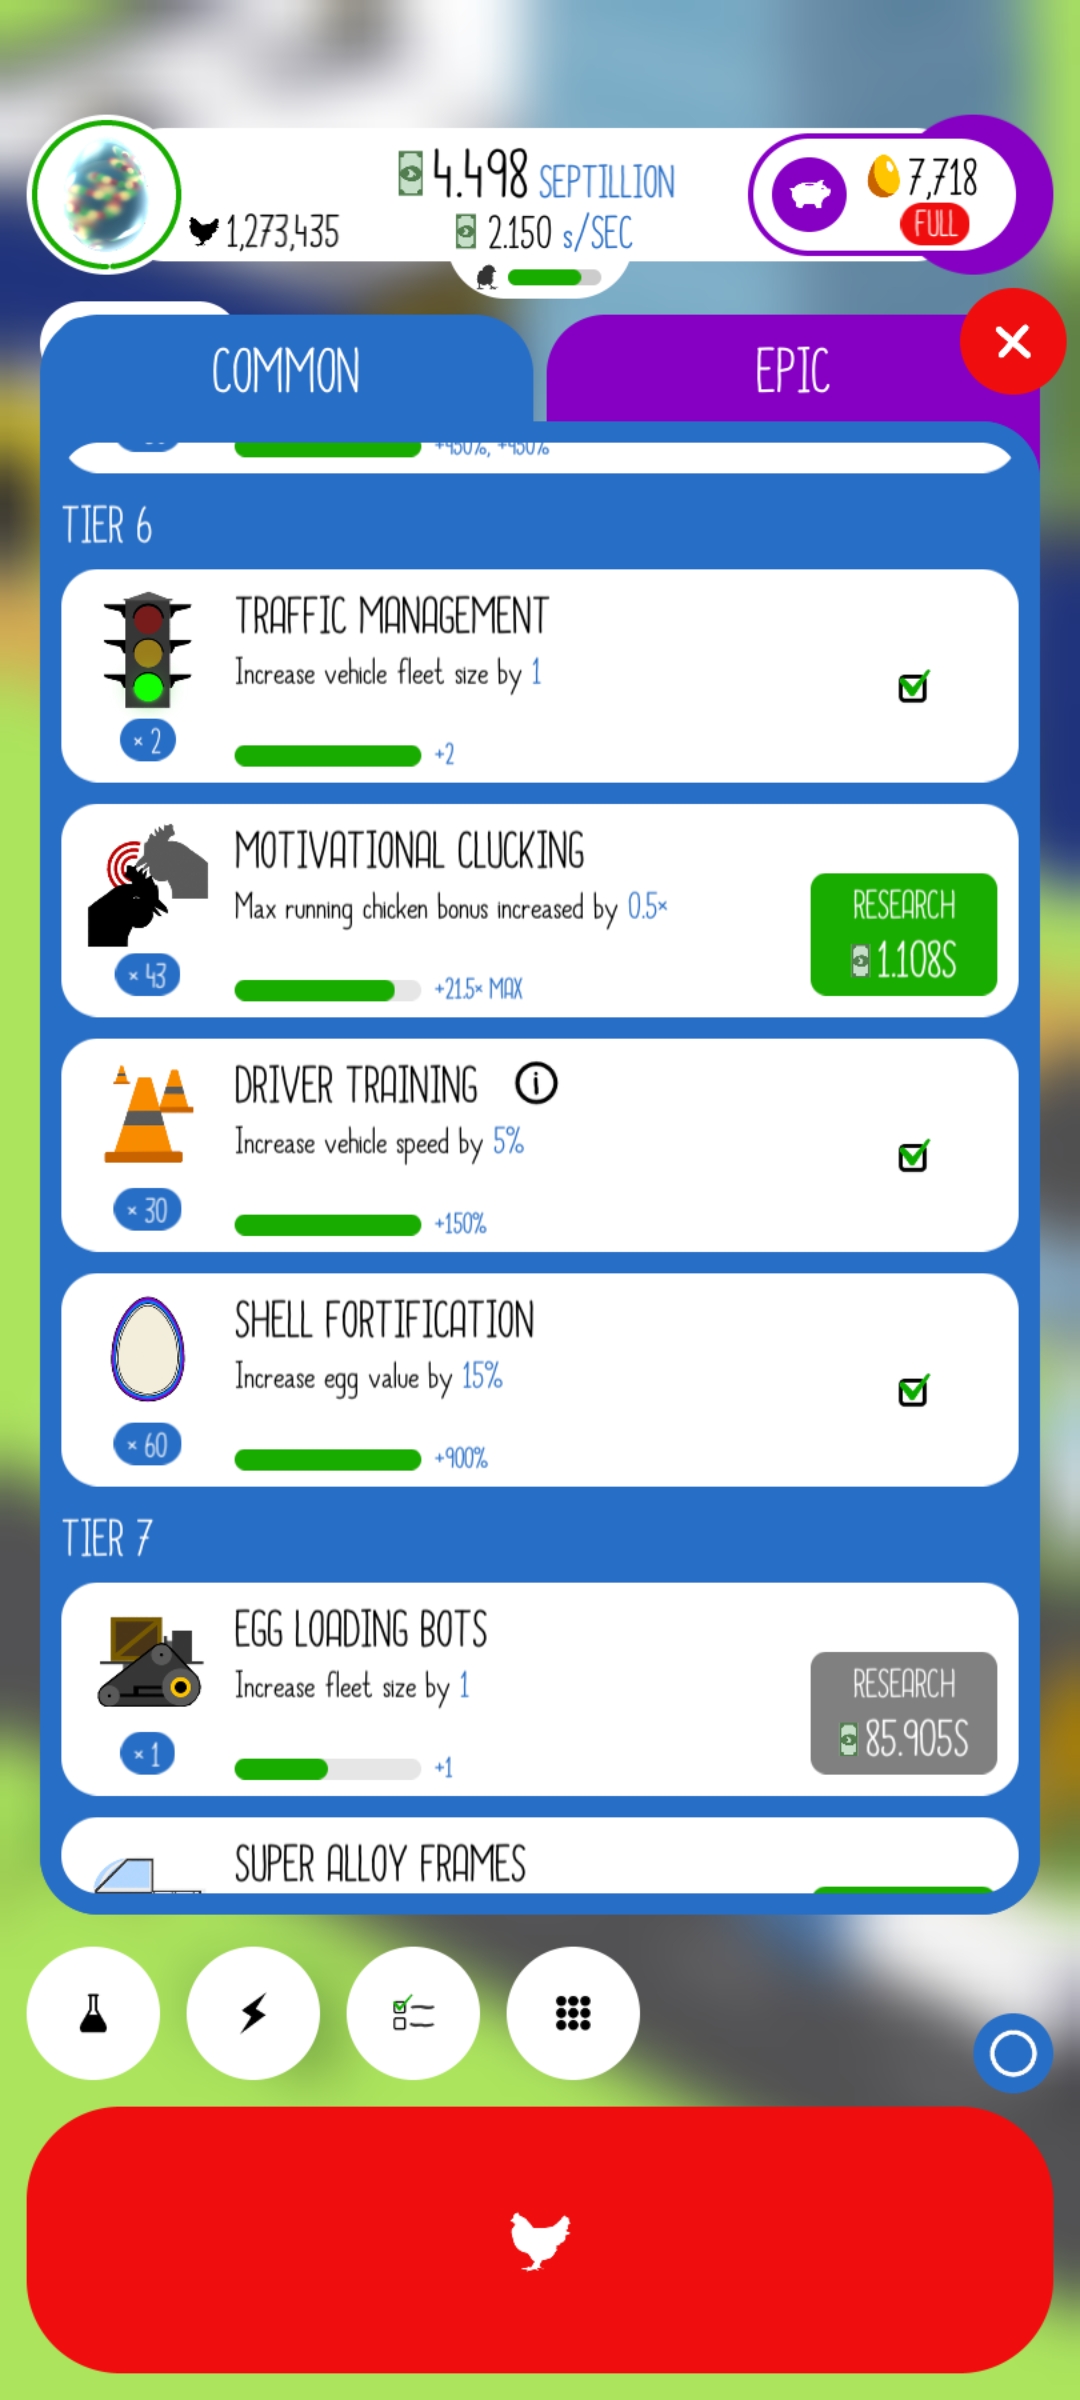 4.498 SEPTILLION
7,718
1,273,435
2.150 s/SEC
FULL
COMMON
EPIC
+450%, +450%
TIER 6
TRAFFIC MANAGEMENT
Increase vehicle fleet size by 1
× 2
+2
MOTIVATIONAL CLUCKING
Max running chicken bonus increased by 0.5×
RESEARCH
1.108S
× 43
+21.5× MAX
DRIVER TRAINING
Increase vehicle speed by 5%
× 30
+150%
SHELL FORTIFICATION
Increase egg value by 15%
× 60
+900%
TIER 7
EGG LOADING BOTS
Increase fleet size by 1
RESEARCH
85.905S
× 1
+1
SUPER ALLOY FRAMES